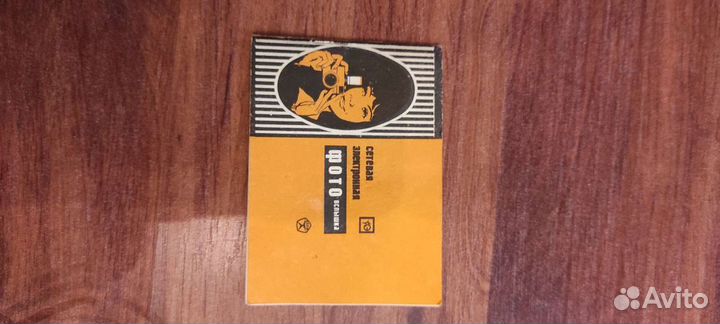 сетевая
электронная
ФОТО вспышка
Avito